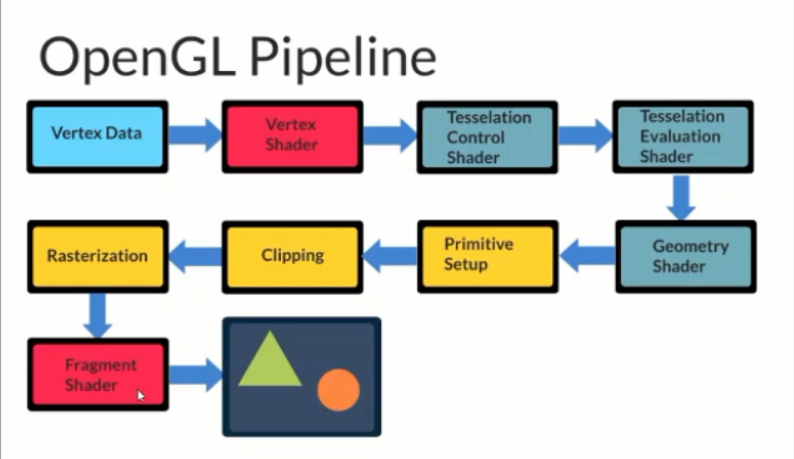 OpenGL Pipeline
Vertex Data
Vertex
Shader
Tesselation
Control
Shader
Tesselation
Evaluation
Shader
Geometry
Shader
Primitive
Setup
Clipping
Rasterization
Fragment
Shader